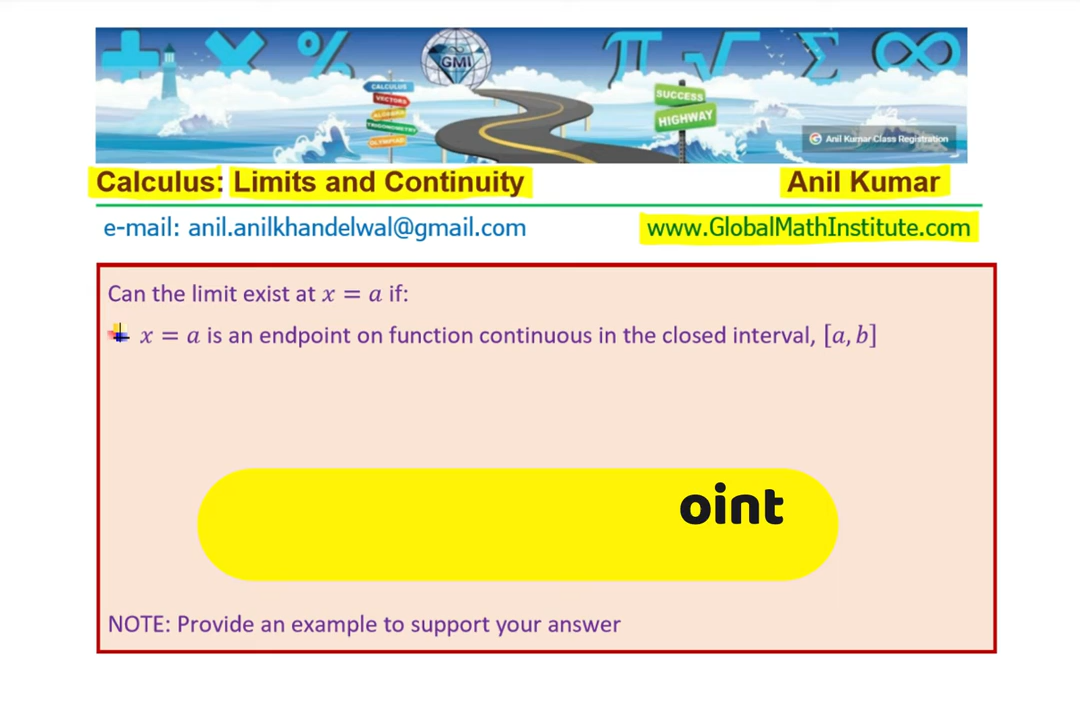 GMI
CALCULUS
VECTORS
ALGEBRA
TRIGONOMETRY
OLYMPIAD
SUCCESS
HIGHWAY
Anil Kumar Class Registration
Calculus: Limits and Continuity
Anil Kumar
e-mail: anil.anilkhandelwal@gmail.com
www.GlobalMathInstitute.com
Can the limit exist at x = a if:
x = a is an endpoint on function continuous in the closed interval, [a, b]
oint
NOTE: Provide an example to support your answer